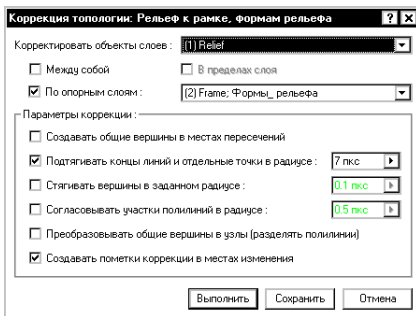 Коррекция топологии: Рельеф к рамке, формам рельефа
Корректировать объекты слоев : (1) Relief
Между собой В пределах слоя
По опорным слоям : (2) Frame; Формы_ рельефа
Параметры коррекции :
Создавать общие вершины в местах пересечений
Подтягивать концы линий и отдельные точки в радиусе : 7 пкс
Стягивать вершины в заданном радиусе : 0.1 пкс
Согласовывать участки полилиний в радиусе : 0.5 пкс
Преобразовывать общие вершины в узлы (разделять полилинии)
Создавать пометки коррекции в местах изменения
Выполнить Сохранить Отмена